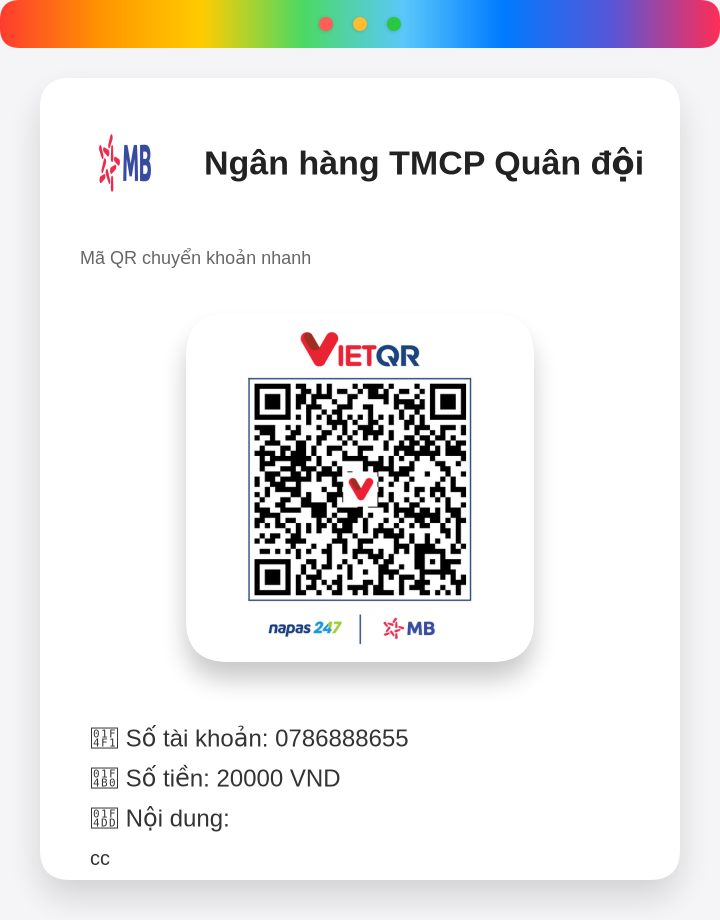 MB
Ngân hàng TMCP Quân đội
Mã QR chuyển khoản nhanh
VIETQR
napas 247
MB
Số tài khoản: 0786888655
Số tiền: 20000 VND
Nội dung:
cc